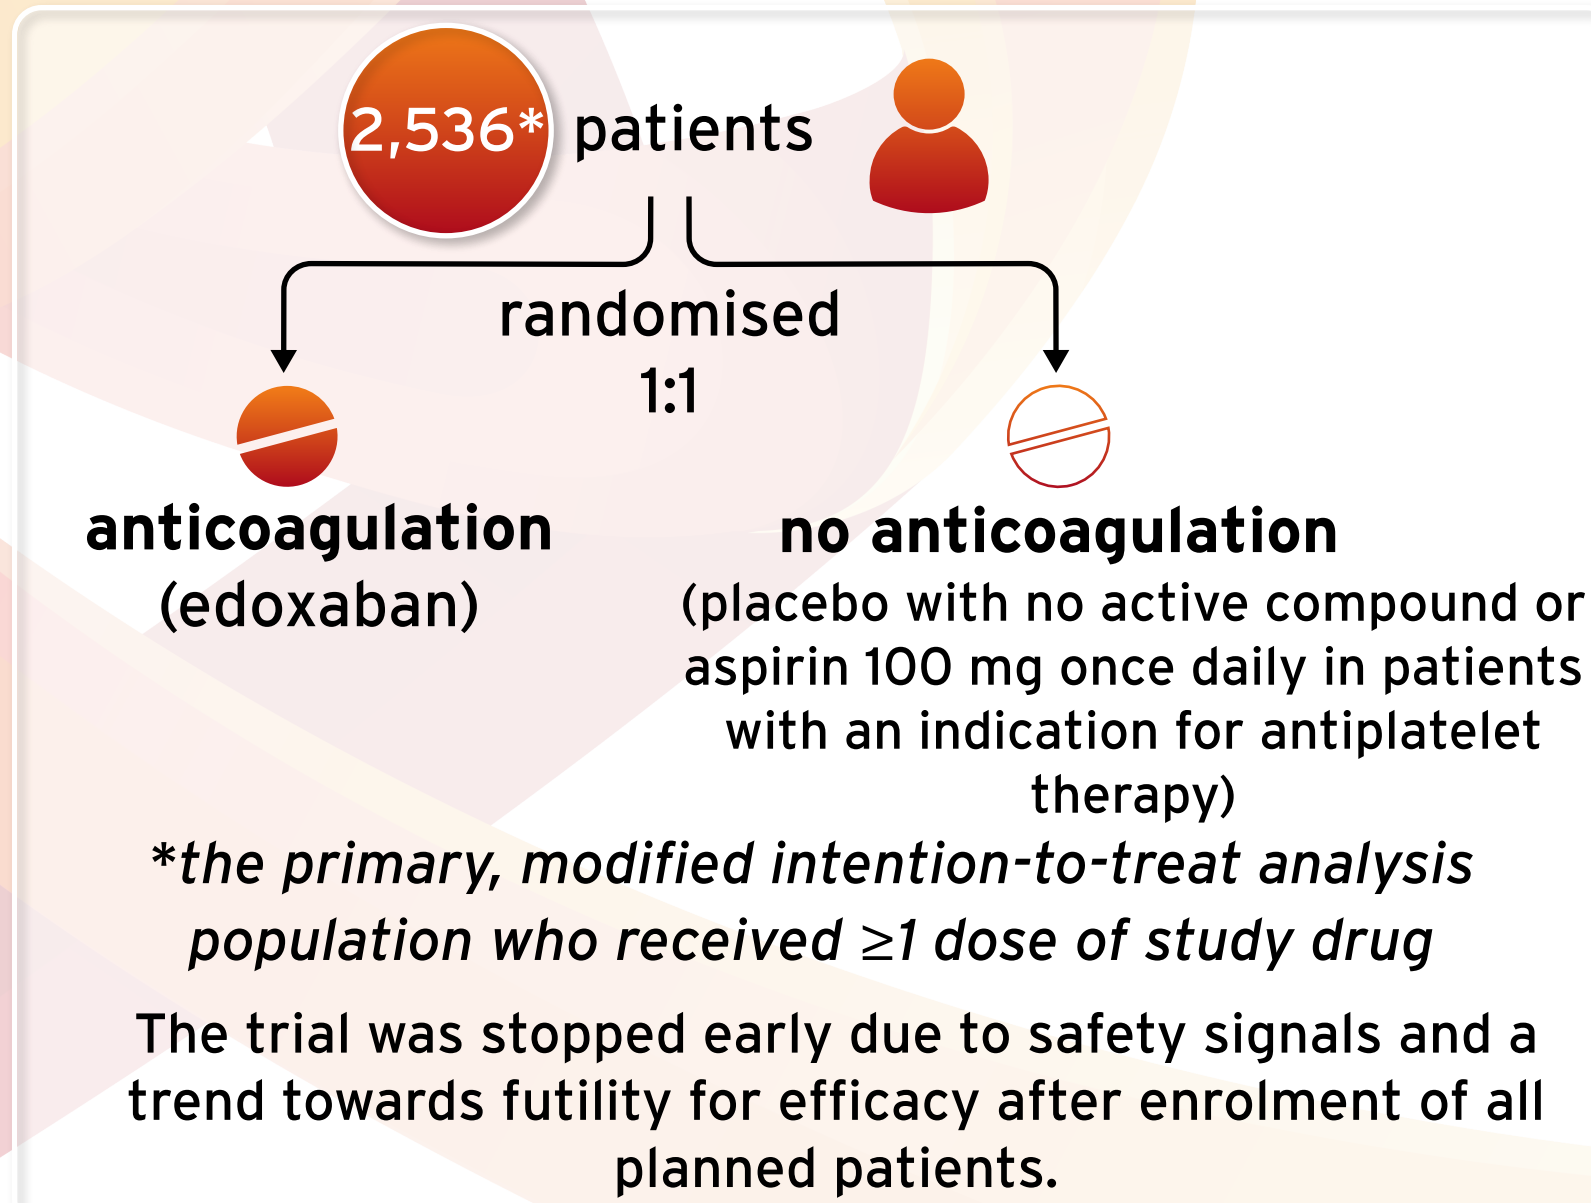 2,536* patients
randomised
1:1
anticoagulation
(edoxaban)
no anticoagulation
(placebo with no active compound or
aspirin 100 mg once daily in patients
with an indication for antiplatelet
therapy)
*the primary, modified intention-to-treat analysis
population who received ≥1 dose of study drug
The trial was stopped early due to safety signals and a
trend towards futility for efficacy after enrolment of all
planned patients.